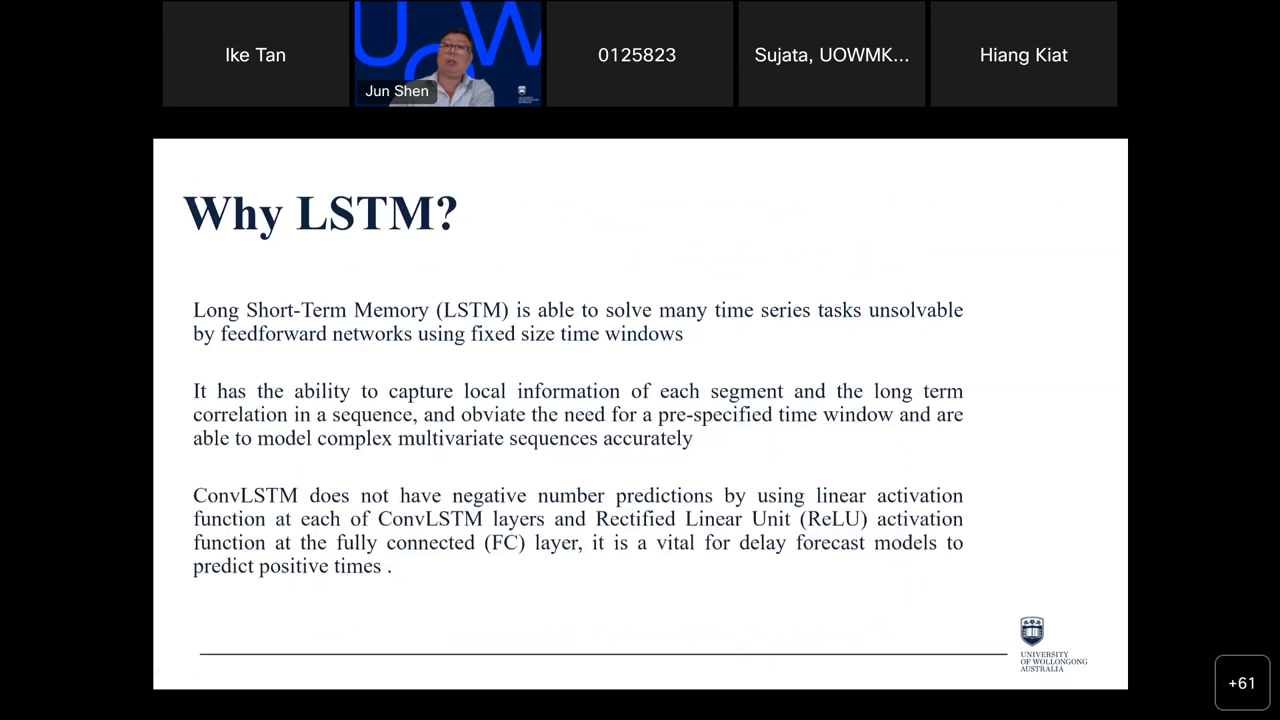 Ike Tan
UOW
Jun Shen
0125823
Sujata, UOWMK...
Hiang Kiat
Why LSTM?
Long Short-Term Memory (LSTM) is able to solve many time series tasks unsolvable
by feedforward networks using fixed size time windows
It has the ability to capture local information of each segment and the long term
correlation in a sequence, and obviate the need for a pre-specified time window and are
able to model complex multivariate sequences accurately
ConvLSTM does not have negative number predictions by using linear activation
function at each of ConvLSTM layers and Rectified Linear Unit (ReLU) activation
function at the fully connected (FC) layer, it is a vital for delay forecast models to
predict positive times .
UNIVERSITY
OF WOLLONGONG
AUSTRALIA
+61